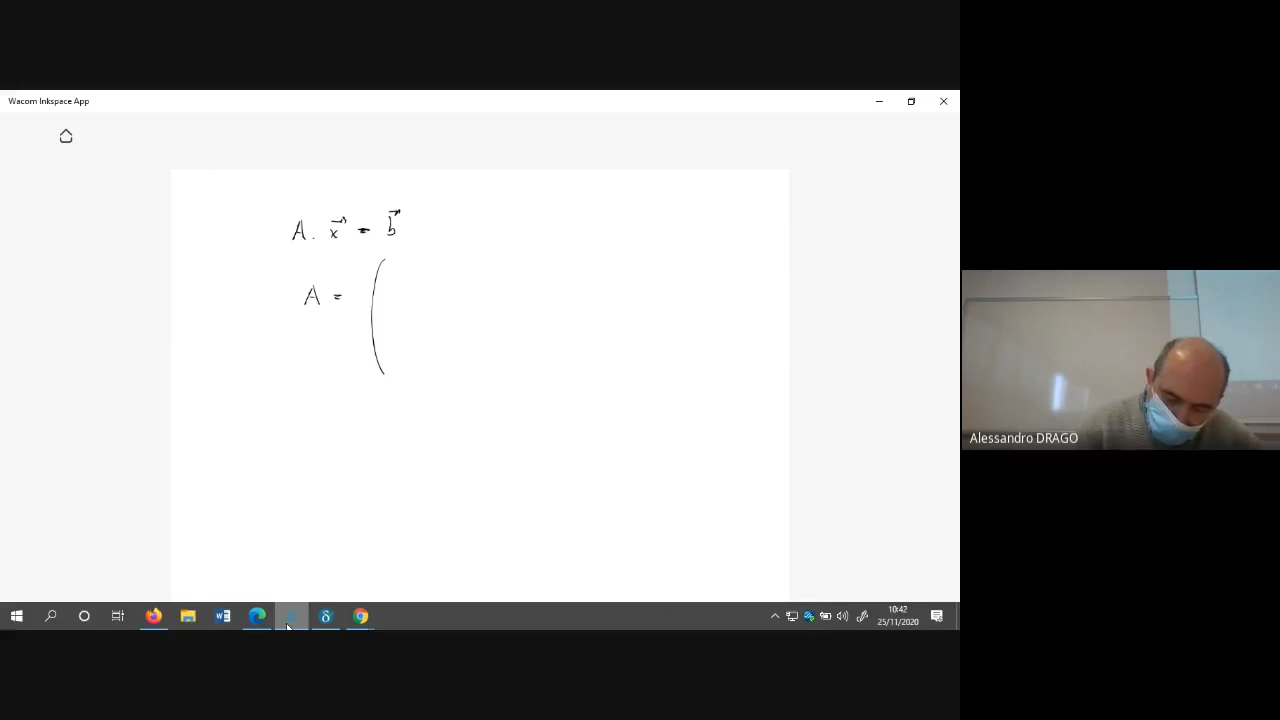 Wacom Inkspace App
A . x⃗ = b⃗
A = (
Alessandro DRAGO
10:42
25/11/2020